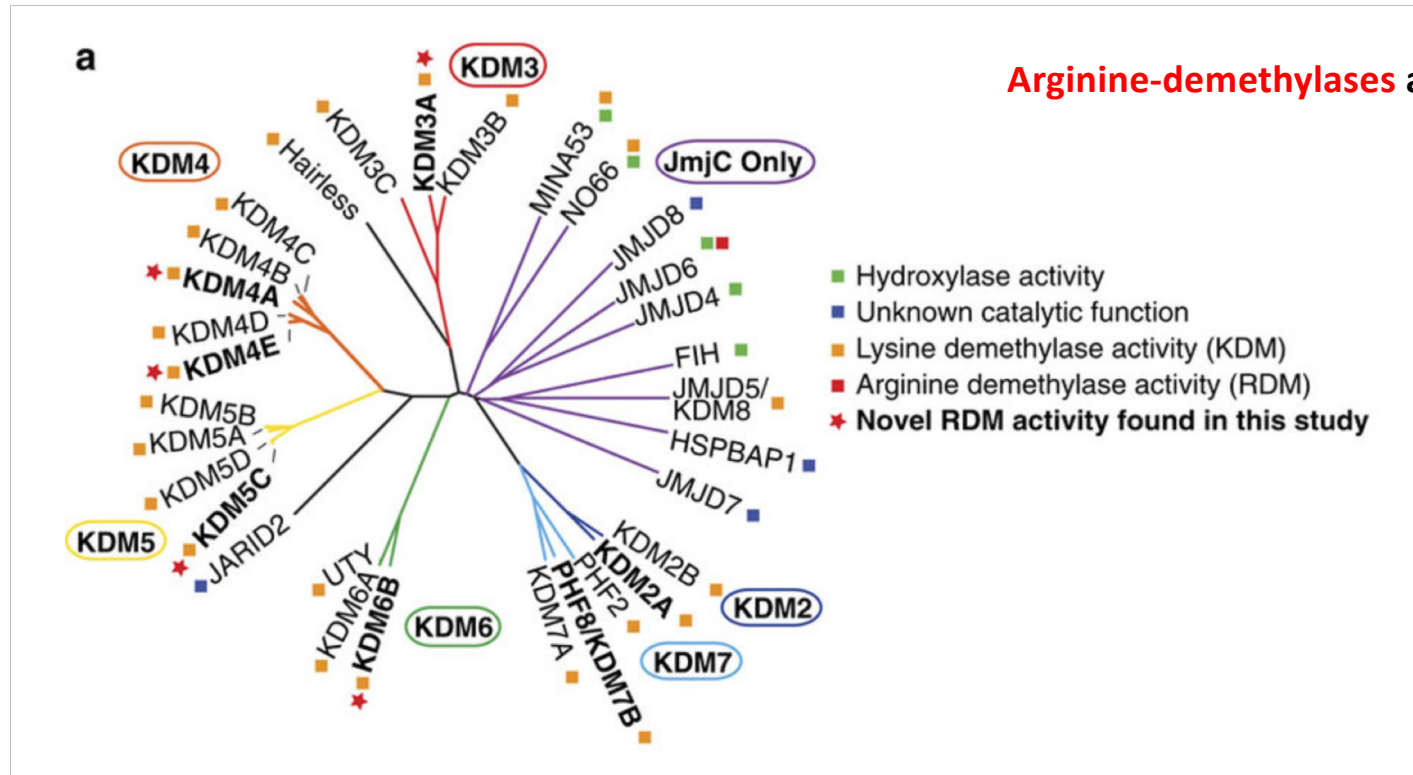 a
Arginine-demethylases a
KDM3
KDM3A
KDM3B
KDM3C
Hairless
KDM4
KDM4C
KDM4B
KDM4A
KDM4D
KDM4E
KDM5B
KDM5A
KDM5D
KDM5C
KDM5
JARID2
UTY
KDM6A
KDM6B
KDM6
KDM7A
PHF8/KDM7B
PHF2
KDM7
KDM2A
KDM2B
KDM2
MINA53
NO66
JmjC Only
JMJD8
JMJD6
JMJD4
FIH
JMJD5/
KDM8
HSPBAP1
JMJD7
Hydroxylase activity
Unknown catalytic function
Lysine demethylase activity (KDM)
Arginine demethylase activity (RDM)
Novel RDM activity found in this study